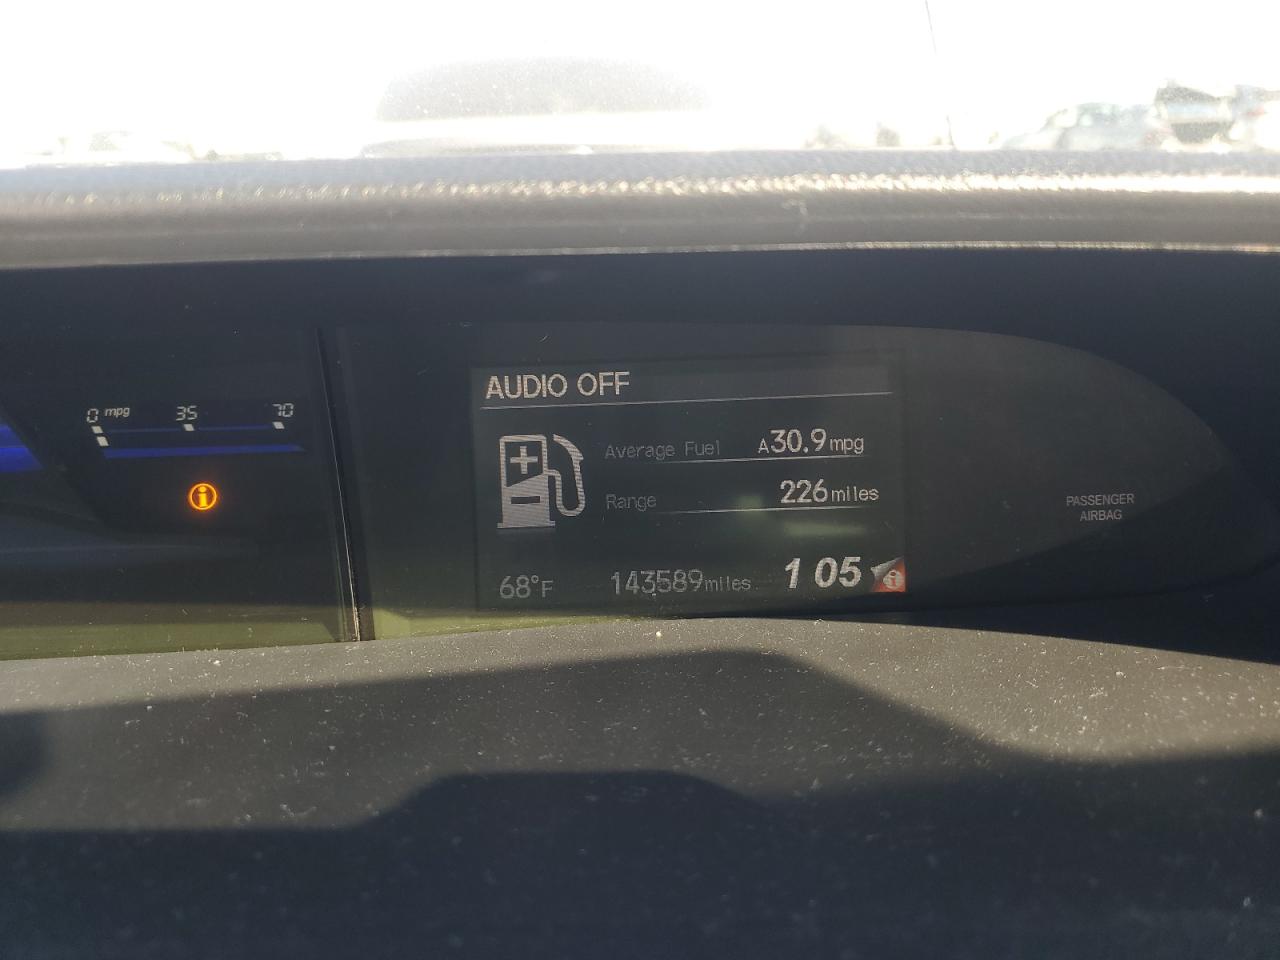 0 mpg 35 70
AUDIO OFF
Average Fuel A30.9mpg
Range 226miles
68°F 143589miles 1 05
PASSENGER
AIRBAG